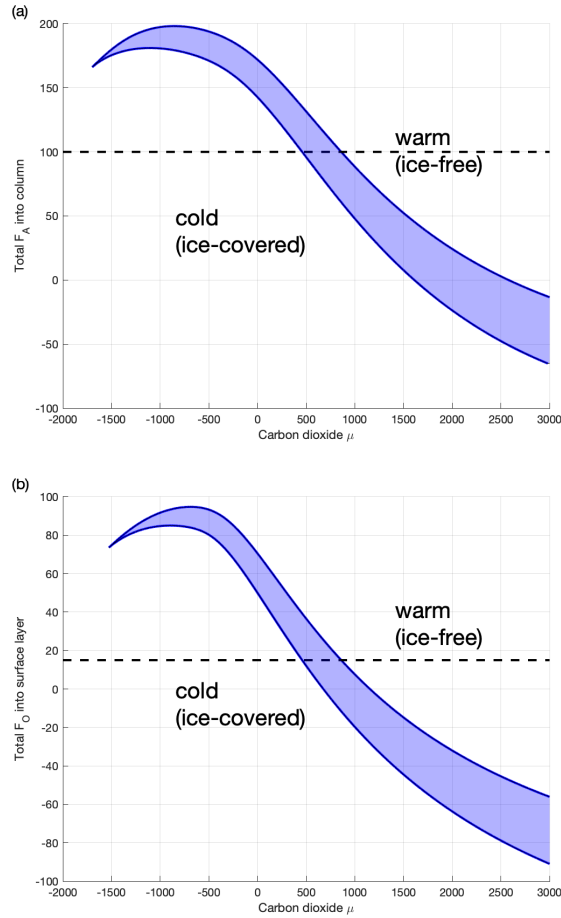 (a)
200
150
100
50
0
-50
-100
Total F_A into column
warm
(ice-free)
cold
(ice-covered)
-2000 -1500 -1000 -500 0 500 1000 1500 2000 2500 3000
Carbon dioxide μ
(b)
100
80
60
40
20
0
-20
-40
-60
-80
-100
Total F_O into surface layer
warm
(ice-free)
cold
(ice-covered)
-2000 -1500 -1000 -500 0 500 1000 1500 2000 2500 3000
Carbon dioxide μ